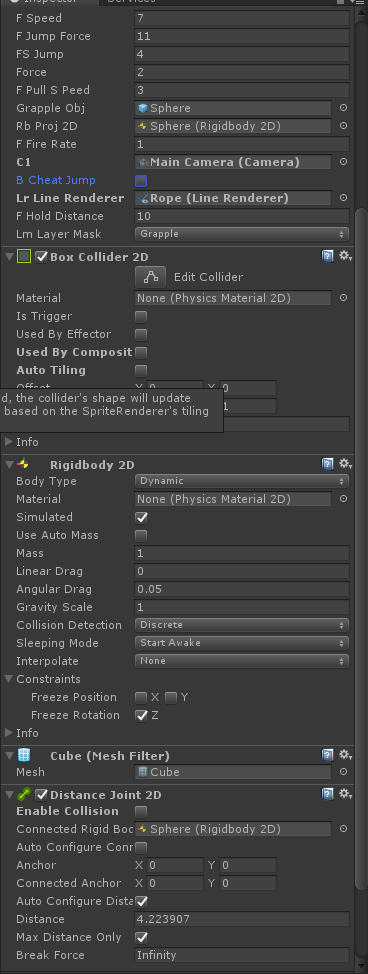 Inspector Services
F Speed 7
F Jump Force 11
FS Jump 4
Force 2
F Pull S Peed 3
Grapple Obj Sphere
Rb Proj 2D Sphere (Rigidbody 2D)
F Fire Rate 1
C1 Main Camera (Camera)
B Cheat Jump
Lr Line Renderer Rope (Line Renderer)
F Hold Distance 10
Lm Layer Mask Grapple
Box Collider 2D
Edit Collider
Material None (Physics Material 2D)
Is Trigger
Used By Effector
Used By Composit
Auto Tiling
Offset X 0 Y 0
d, the collider's shape will update
based on the SpriteRenderer's tiling 1
Info
Rigidbody 2D
Body Type Dynamic
Material None (Physics Material 2D)
Simulated
Use Auto Mass
Mass 1
Linear Drag 0
Angular Drag 0.05
Gravity Scale 1
Collision Detection Discrete
Sleeping Mode Start Awake
Interpolate None
Constraints
Freeze Position X Y
Freeze Rotation Z
Info
Cube (Mesh Filter)
Mesh Cube
Distance Joint 2D
Enable Collision
Connected Rigid Boc Sphere (Rigidbody 2D)
Auto Configure Conr
Anchor X 0 Y 0
Connected Anchor X 0 Y 0
Auto Configure Dista
Distance 4.223907
Max Distance Only
Break Force Infinity